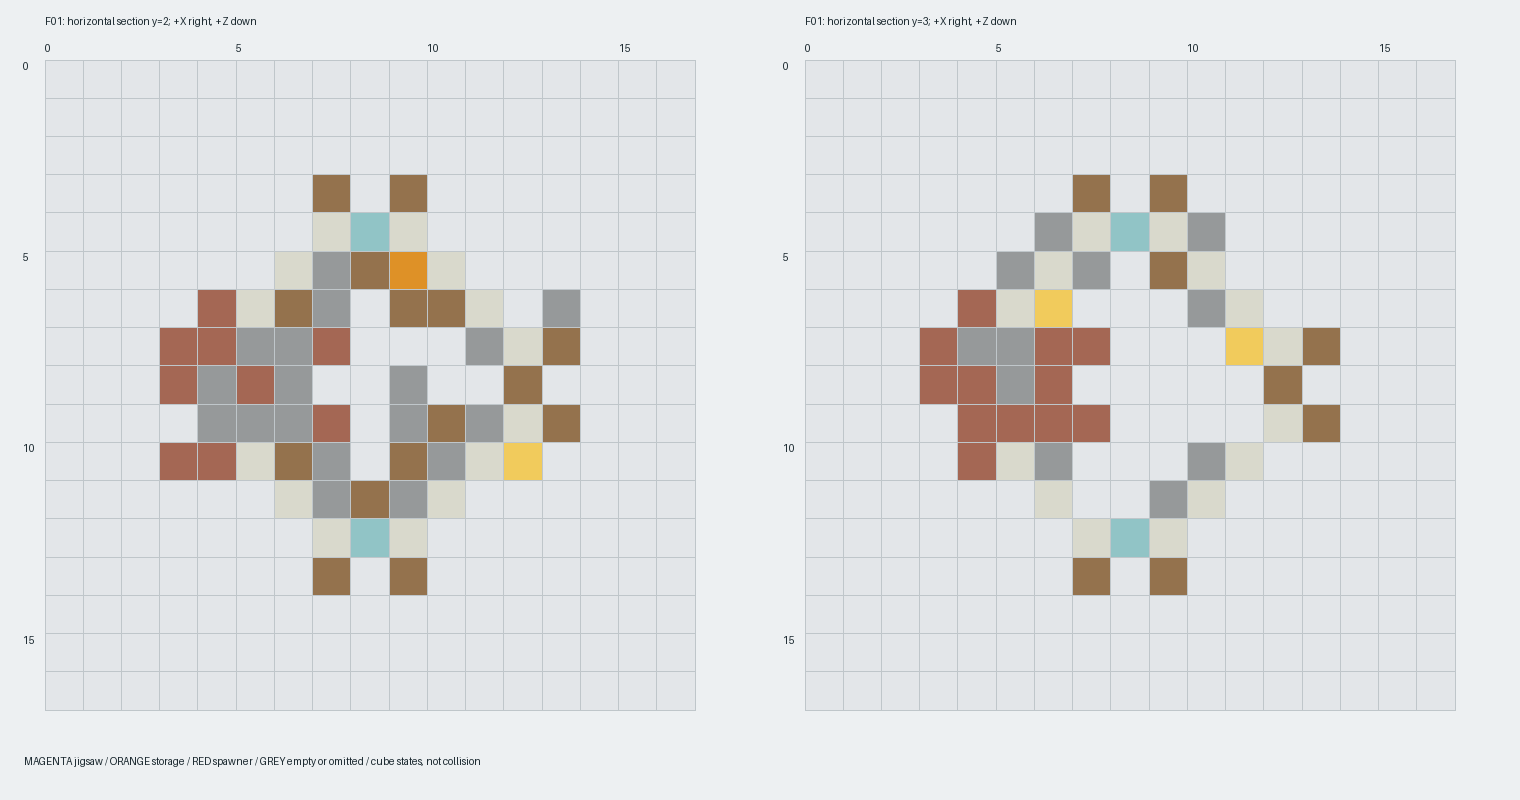 F01: horizontal section y=2; +X right, +Z down
F01: horizontal section y=3; +X right, +Z down
0 5 10 15
0 5 10 15
0
0
5
5
10
10
15
15
MAGENTA jigsaw / ORANGE storage / RED spawner / GREY empty or omitted / cube states, not collision